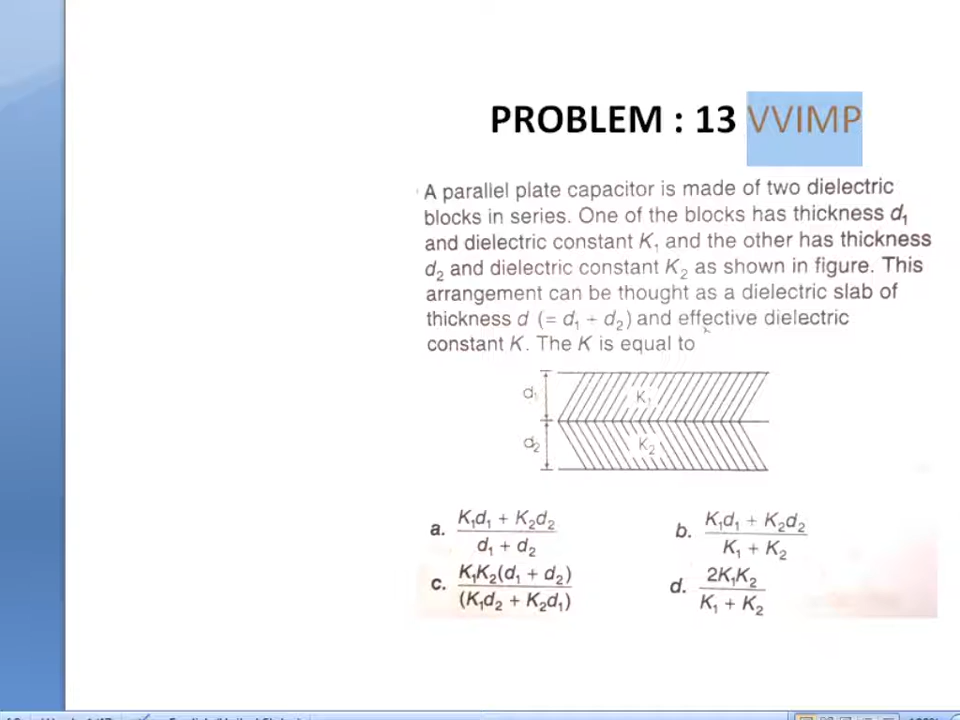 PROBLEM : 13 VVIMP
A parallel plate capacitor is made of two dielectric
blocks in series. One of the blocks has thickness d₁
and dielectric constant K₁ and the other has thickness
d₂ and dielectric constant K₂ as shown in figure. This
arrangement can be thought as a dielectric slab of
thickness d (= d₁ + d₂) and effective dielectric
constant K. The K is equal to
d₁ K₁
d₂ K₂
a. (K₁d₁ + K₂d₂)/(d₁ + d₂) b. (K₁d₁ + K₂d₂)/(K₁ + K₂)
c. K₁K₂(d₁ + d₂)/(K₁d₂ + K₂d₁) d. 2K₁K₂/(K₁ + K₂)